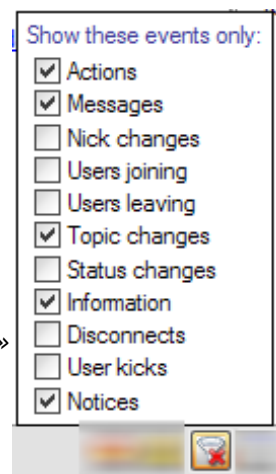 Show these events only:
Actions
Messages
Nick changes
Users joining
Users leaving
Topic changes
Status changes
Information
Disconnects
»
User kicks
Notices